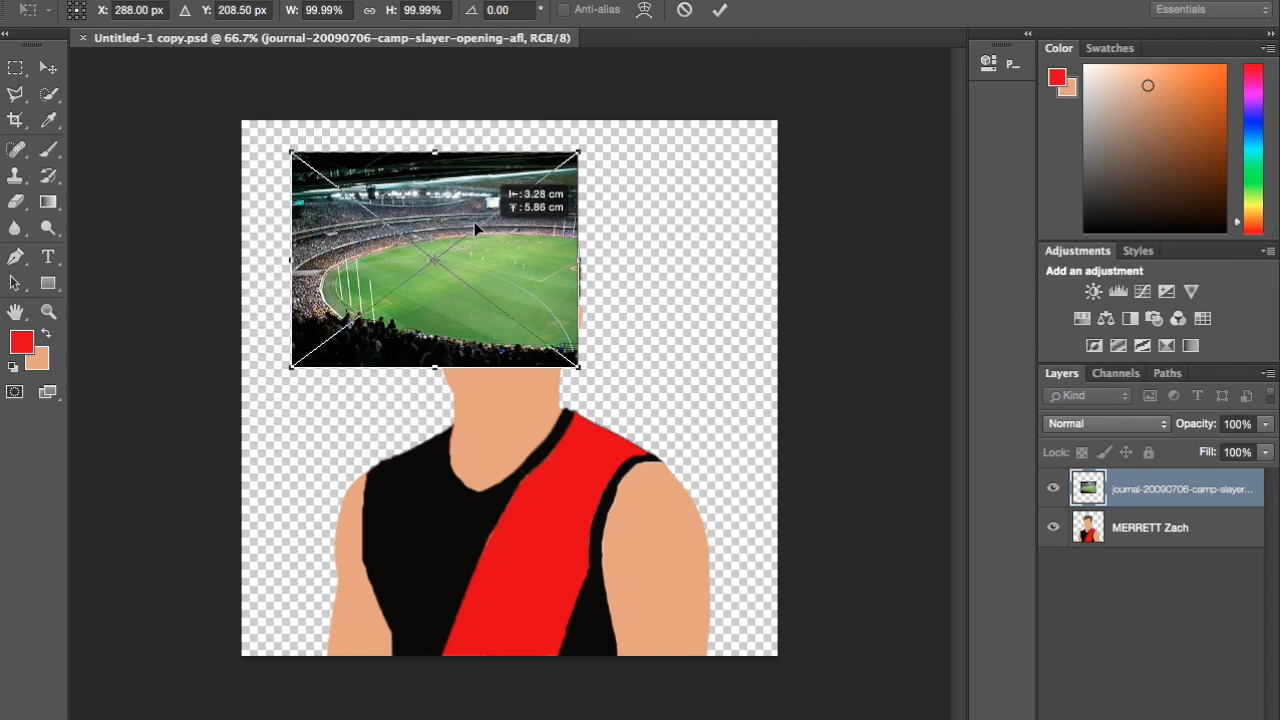 X: 288.00 px Y: 208.50 px W: 99.99% H: 99.99% 0.00 ° Anti-alias Essentials
× Untitled-1 copy.psd @ 66.7% (journal-20090706-camp-slayer-opening-afl, RGB/8)
Color Swatches
P...
3.28 cm
5.86 cm
T
Adjustments Styles
Add an adjustment
Layers Channels Paths
Kind
Normal Opacity: 100%
Lock: Fill: 100%
journal-20090706-camp-slayer...
MERRETT Zach